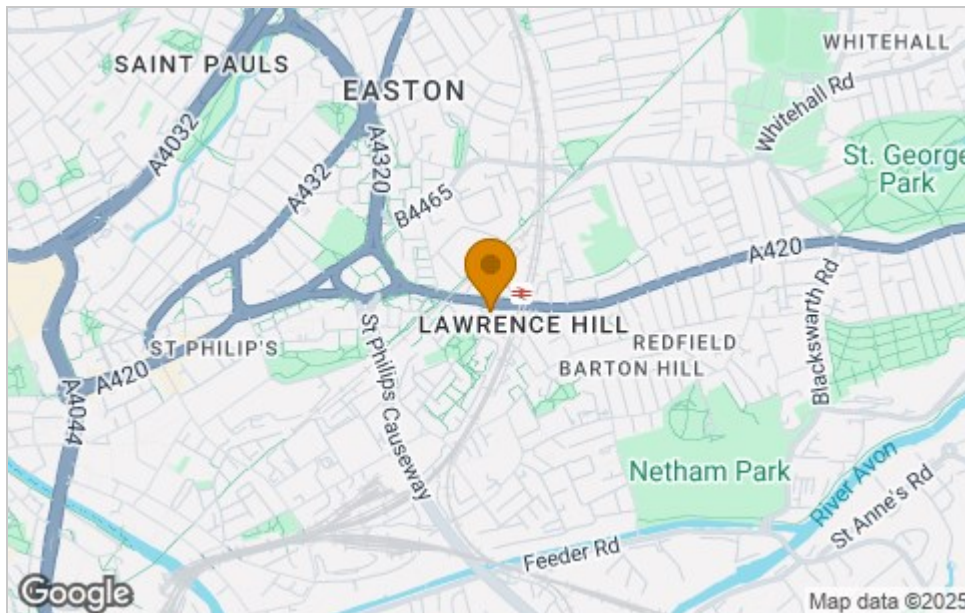 WHITEHALL
SAINT PAULS
EASTON
Whitehall Rd
A4032
A4320
A432
St. George
Park
B4465
A420
LAWRENCE HILL
REDFIELD
ST PHILIP'S
BARTON HILL
Blackswarth Rd
A420
St Philips Causeway
A4044
Netham Park
River Avon
St Anne's Rd
Feeder Rd
Google
Map data ©2025